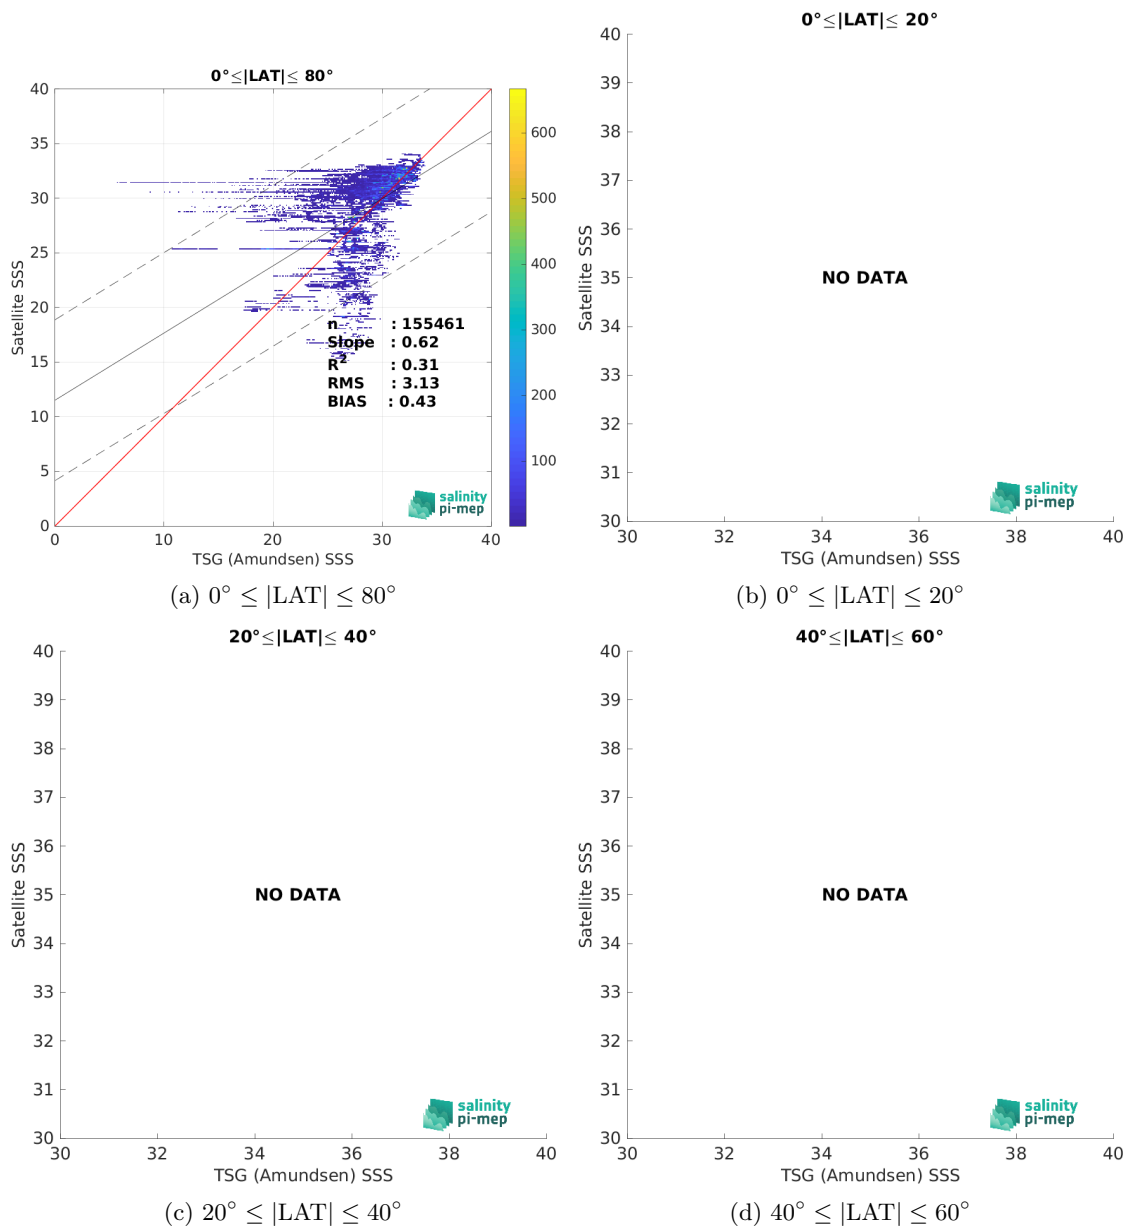 0°≤|LAT|≤ 80°
40
35
30
25
20
15
10
5
0
Satellite SSS
0
10
20
30
40
TSG (Amundsen) SSS
600
500
400
300
200
100
n : 155461
Slope : 0.62
R² : 0.31
RMS : 3.13
BIAS : 0.43
salinity
pi-mep
(a) 0° ≤ |LAT| ≤ 80°
0°≤|LAT|≤ 20°
40
39
38
37
36
35
34
33
32
31
30
Satellite SSS
NO DATA
salinity
pi-mep
30
32
34
36
38
40
TSG (Amundsen) SSS
(b) 0° ≤ |LAT| ≤ 20°
20°≤|LAT|≤ 40°
40
39
38
37
36
35
34
33
32
31
30
Satellite SSS
NO DATA
salinity
pi-mep
30
32
34
36
38
40
TSG (Amundsen) SSS
(c) 20° ≤ |LAT| ≤ 40°
40°≤|LAT|≤ 60°
40
39
38
37
36
35
34
33
32
31
30
Satellite SSS
NO DATA
salinity
pi-mep
30
32
34
36
38
40
TSG (Amundsen) SSS
(d) 40° ≤ |LAT| ≤ 60°